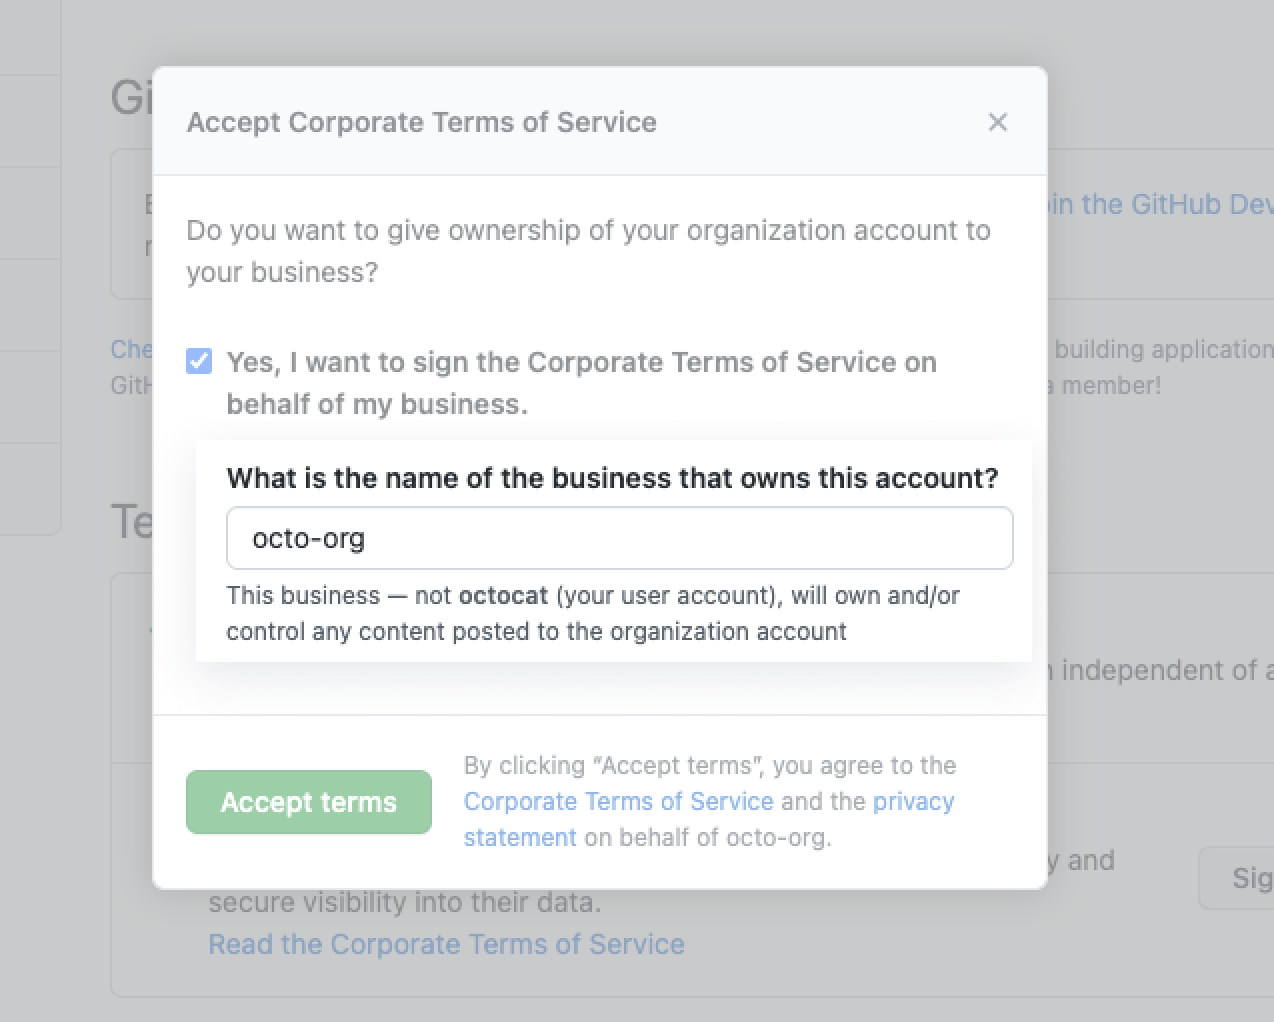 Gi
Accept Corporate Terms of Service
in the GitHub Dev
Do you want to give ownership of your organization account to
your business?
Che
building application
Yes, I want to sign the Corporate Terms of Service on
behalf of my business.
GitH
a member!
What is the name of the business that owns this account?
octo-org
Te
This business — not octocat (your user account), will own and/or
control any content posted to the organization account
independent of a
By clicking “Accept terms”, you agree to the
Corporate Terms of Service and the privacy
statement on behalf of octo-org.
Accept terms
y and
Sig
secure visibility into their data.
Read the Corporate Terms of Service